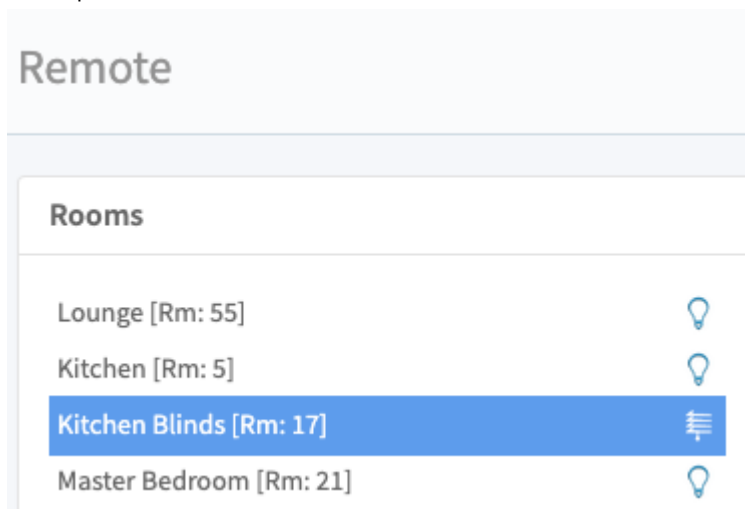 Remote
Rooms
Lounge [Rm: 55]
Kitchen [Rm: 5]
Kitchen Blinds [Rm: 17]
Master Bedroom [Rm: 21]